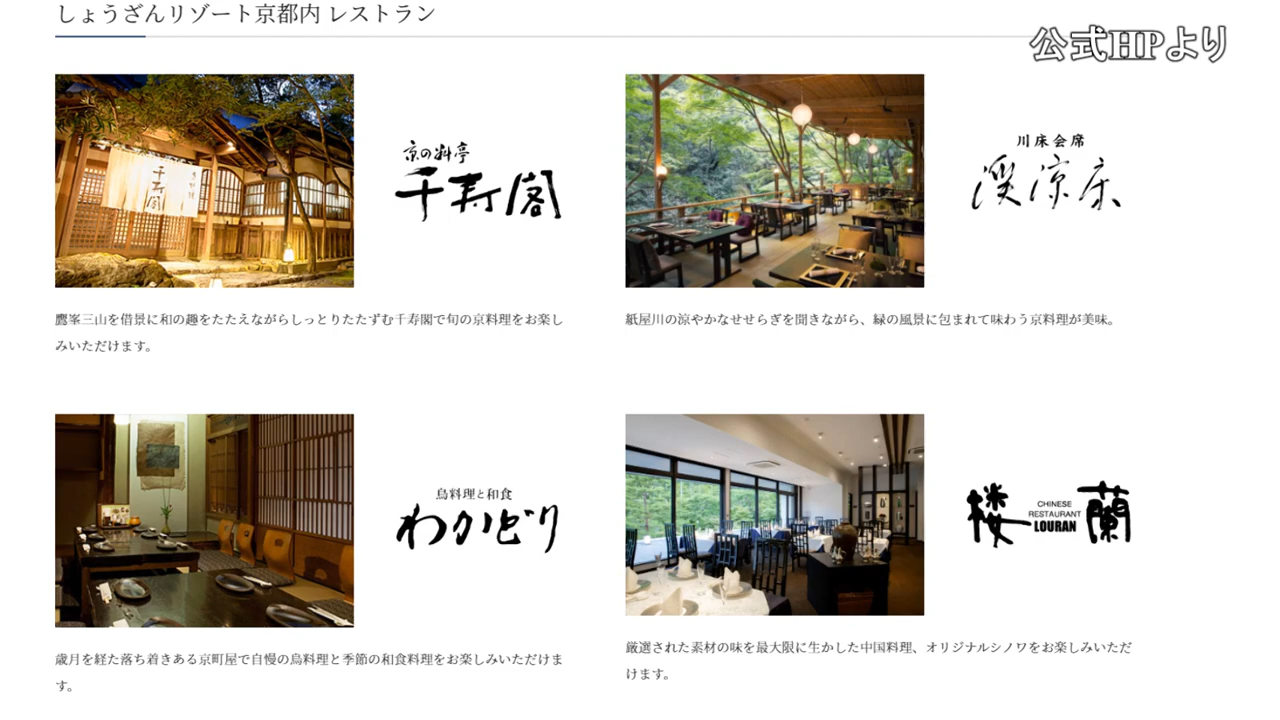 しょうざんリゾート京都内 レストラン
公式HPより
千寿閣
京の料亭
千寿閣
川床会席
渓涼床
鷹峯三山を借景に和の趣をたたえながらしっとりたたずむ千寿閣で旬の京料理をお楽し
みいただけます。
紙屋川の涼やかなせせらぎを聞きながら、緑の風景に包まれて味わう京料理が美味。
鳥料理と和食
わかどり
楼蘭
CHINESE
RESTAURANT
LOURAN
歳月を経た落ち着きある京町屋で自慢の鳥料理と季節の和食料理をお楽しみいただけま
す。
厳選された素材の味を最大限に生かした中国料理、オリジナルシノワをお楽しみいただ
けます。